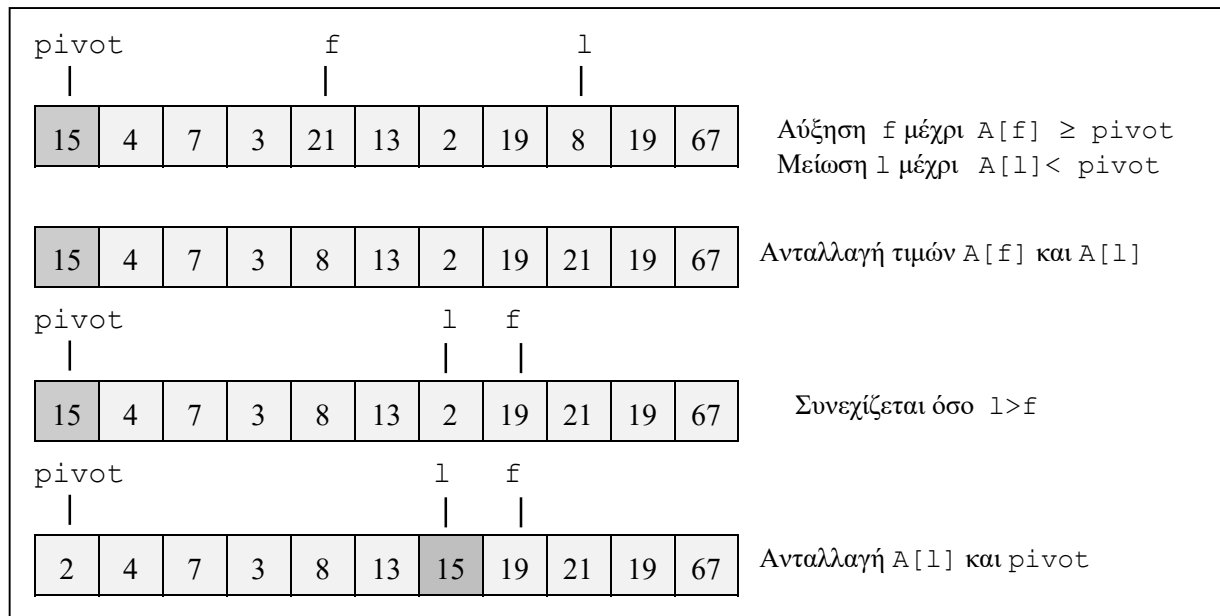 pivot f l
15 4 7 3 21 13 2 19 8 19 67
Αύξηση f μέχρι A[f] ≥ pivot
Μείωση l μέχρι A[l]< pivot
15 4 7 3 8 13 2 19 21 19 67
Ανταλλαγή τιμών A[f] και A[l]
pivot l f
15 4 7 3 8 13 2 19 21 19 67
Συνεχίζεται όσο l>f
pivot l f
2 4 7 3 8 13 15 19 21 19 67
Ανταλλαγή A[l] και pivot